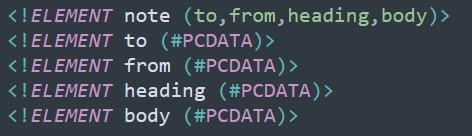 <!ELEMENT note (to,from,heading,body)>
<!ELEMENT to (#PCDATA)>
<!ELEMENT from (#PCDATA)>
<!ELEMENT heading (#PCDATA)>
<!ELEMENT body (#PCDATA)>